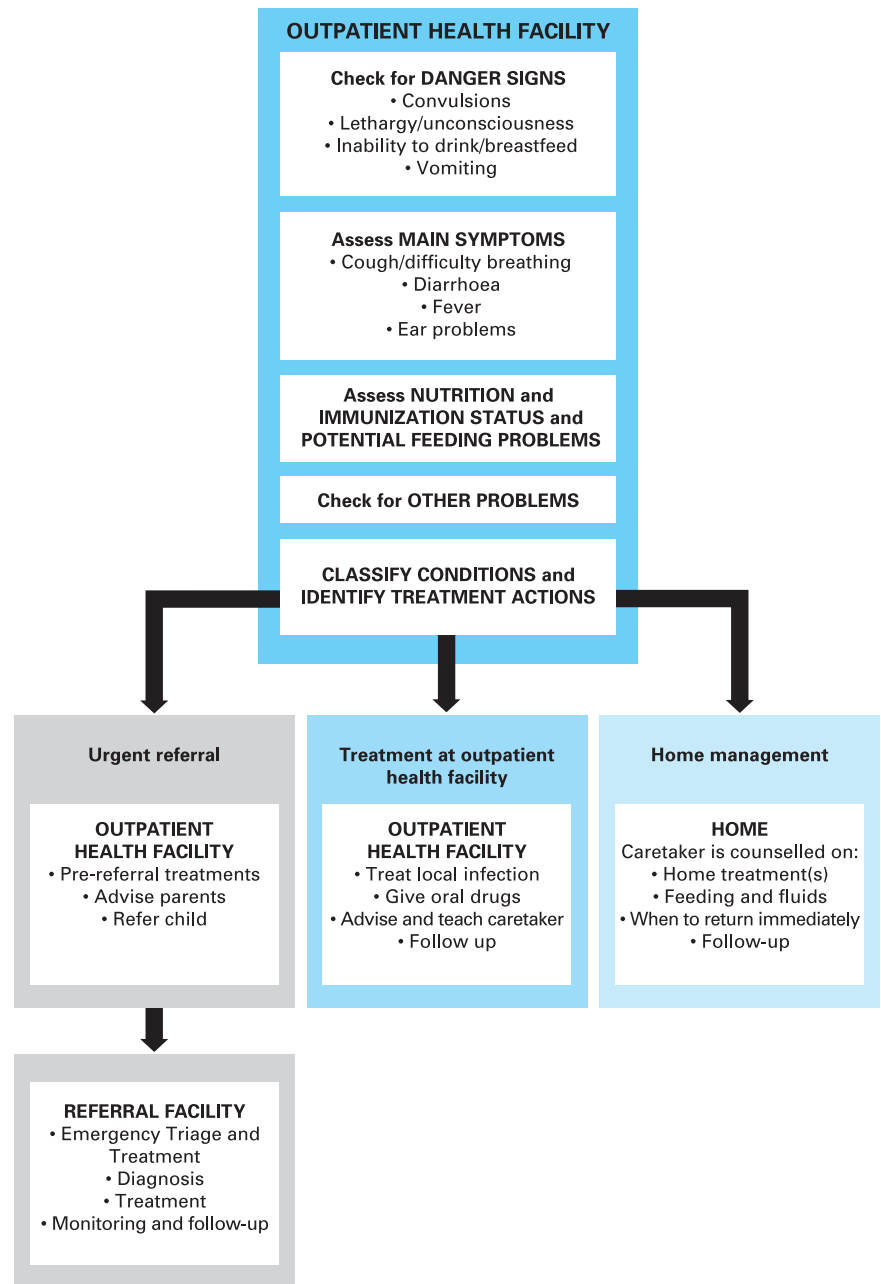 OUTPATIENT HEALTH FACILITY
Check for DANGER SIGNS
• Convulsions
• Lethargy/unconsciousness
• Inability to drink/breastfeed
• Vomiting
Assess MAIN SYMPTOMS
• Cough/difficulty breathing
• Diarrhoea
• Fever
• Ear problems
Assess NUTRITION and
IMMUNIZATION STATUS and
POTENTIAL FEEDING PROBLEMS
Check for OTHER PROBLEMS
CLASSIFY CONDITIONS and
IDENTIFY TREATMENT ACTIONS
Urgent referral
OUTPATIENT
HEALTH FACILITY
• Pre-referral treatments
• Advise parents
• Refer child
Treatment at outpatient
health facility
OUTPATIENT
HEALTH FACILITY
• Treat local infection
• Give oral drugs
• Advise and teach caretaker
• Follow up
Home management
HOME
Caretaker is counselled on:
• Home treatment(s)
• Feeding and fluids
• When to return immediately
• Follow-up
REFERRAL FACILITY
• Emergency Triage and
Treatment
• Diagnosis
• Treatment
• Monitoring and follow-up